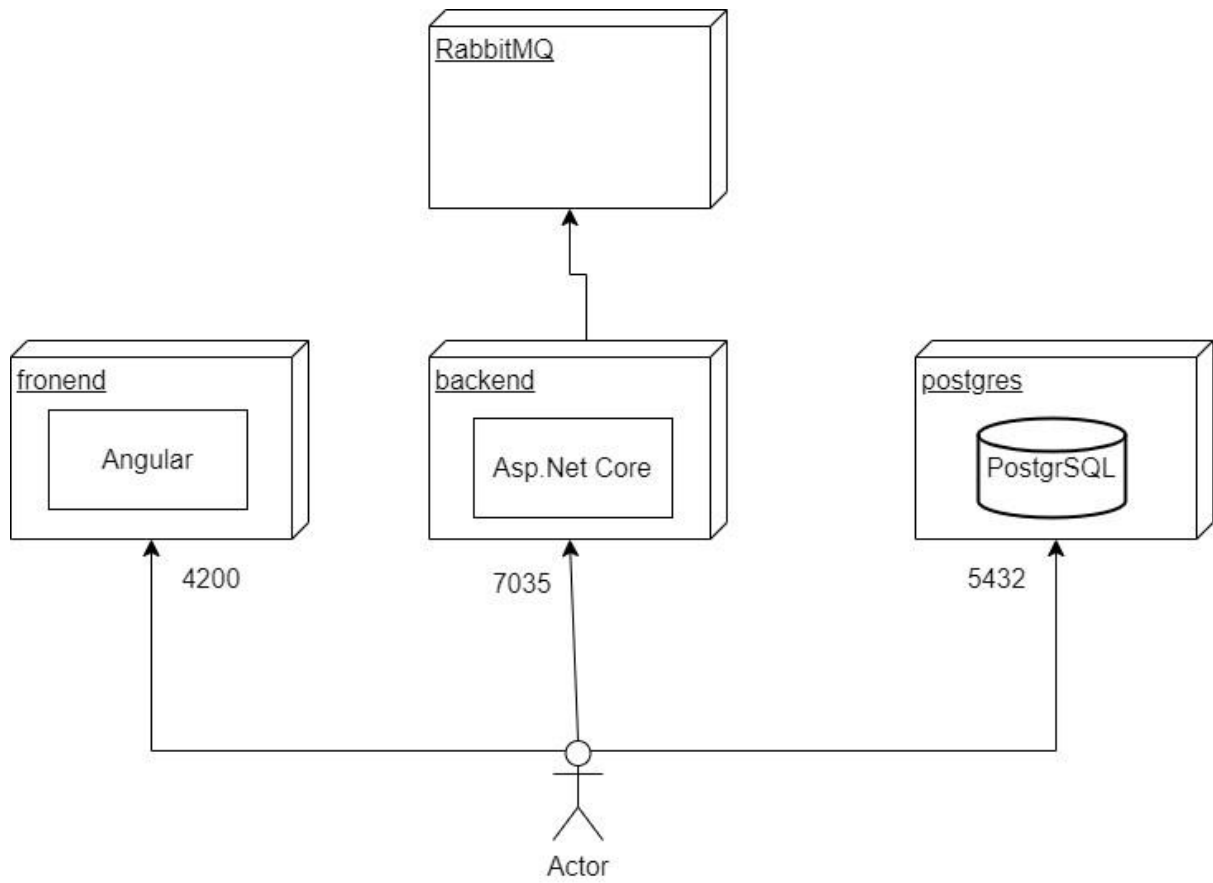 RabbitMQ
fronend
backend
postgres
Angular
Asp.Net Core
PostgrSQL
4200
7035
5432
Actor